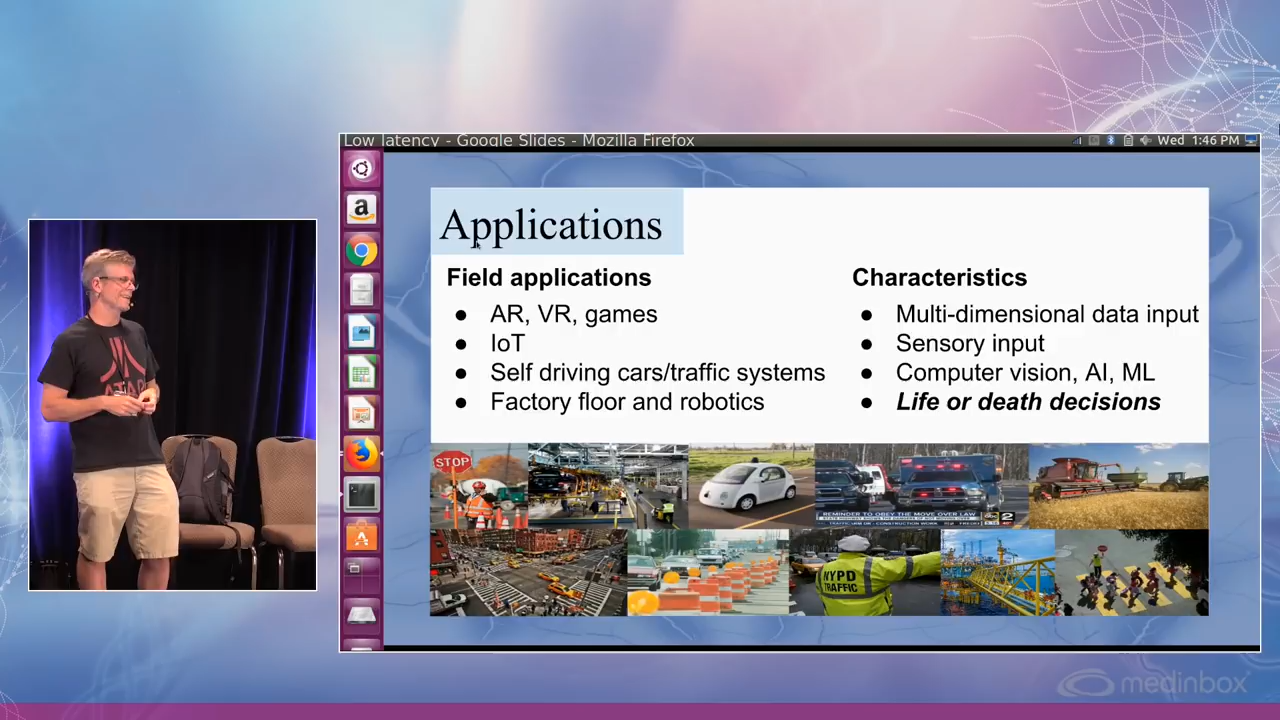 Low latency - Google Slides - Mozilla Firefox
Wed 1:46 PM
Applications
Field applications
● AR, VR, games
● IoT
● Self driving cars/traffic systems
● Factory floor and robotics
Characteristics
● Multi-dimensional data input
● Sensory input
● Computer vision, AI, ML
● Life or death decisions
ATARI
STOP
REMINDER TO OBEY THE MOVE OVER LAW
2
NYPD
TRAFFIC
medinbox